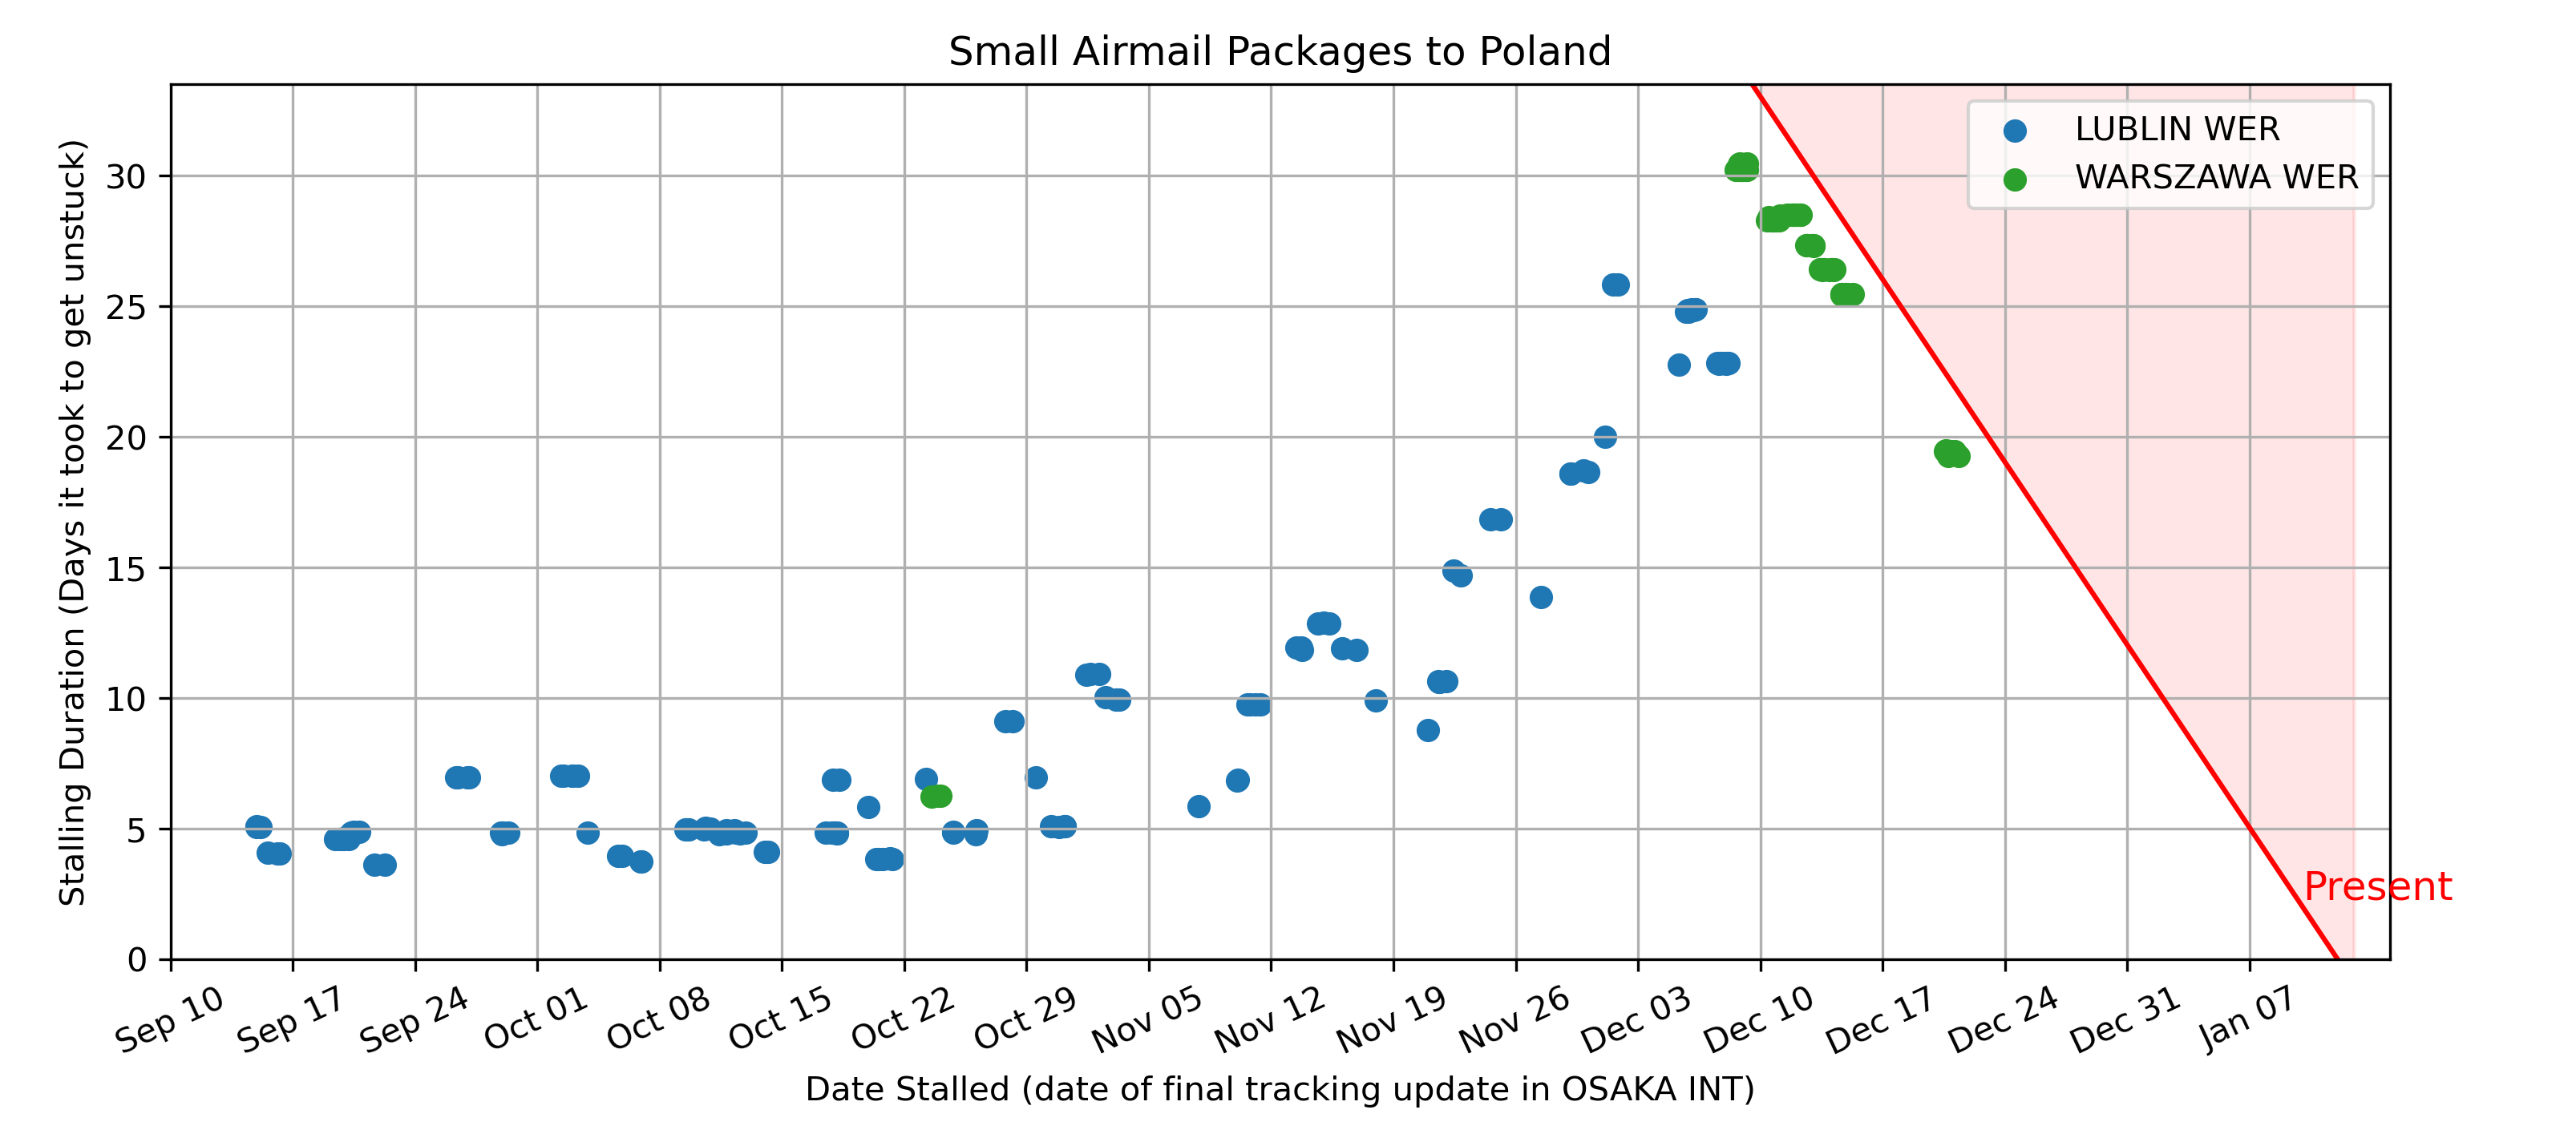 Small Airmail Packages to Poland
LUBLIN WER
WARSZAWA WER
Stalling Duration (Days it took to get unstuck)
30
25
20
15
10
5
0
Present
Sep 10
Sep 17
Sep 24
Oct 01
Oct 08
Oct 15
Oct 22
Oct 29
Nov 05
Nov 12
Nov 19
Nov 26
Dec 03
Dec 10
Dec 17
Dec 24
Dec 31
Jan 07
Date Stalled (date of final tracking update in OSAKA INT)